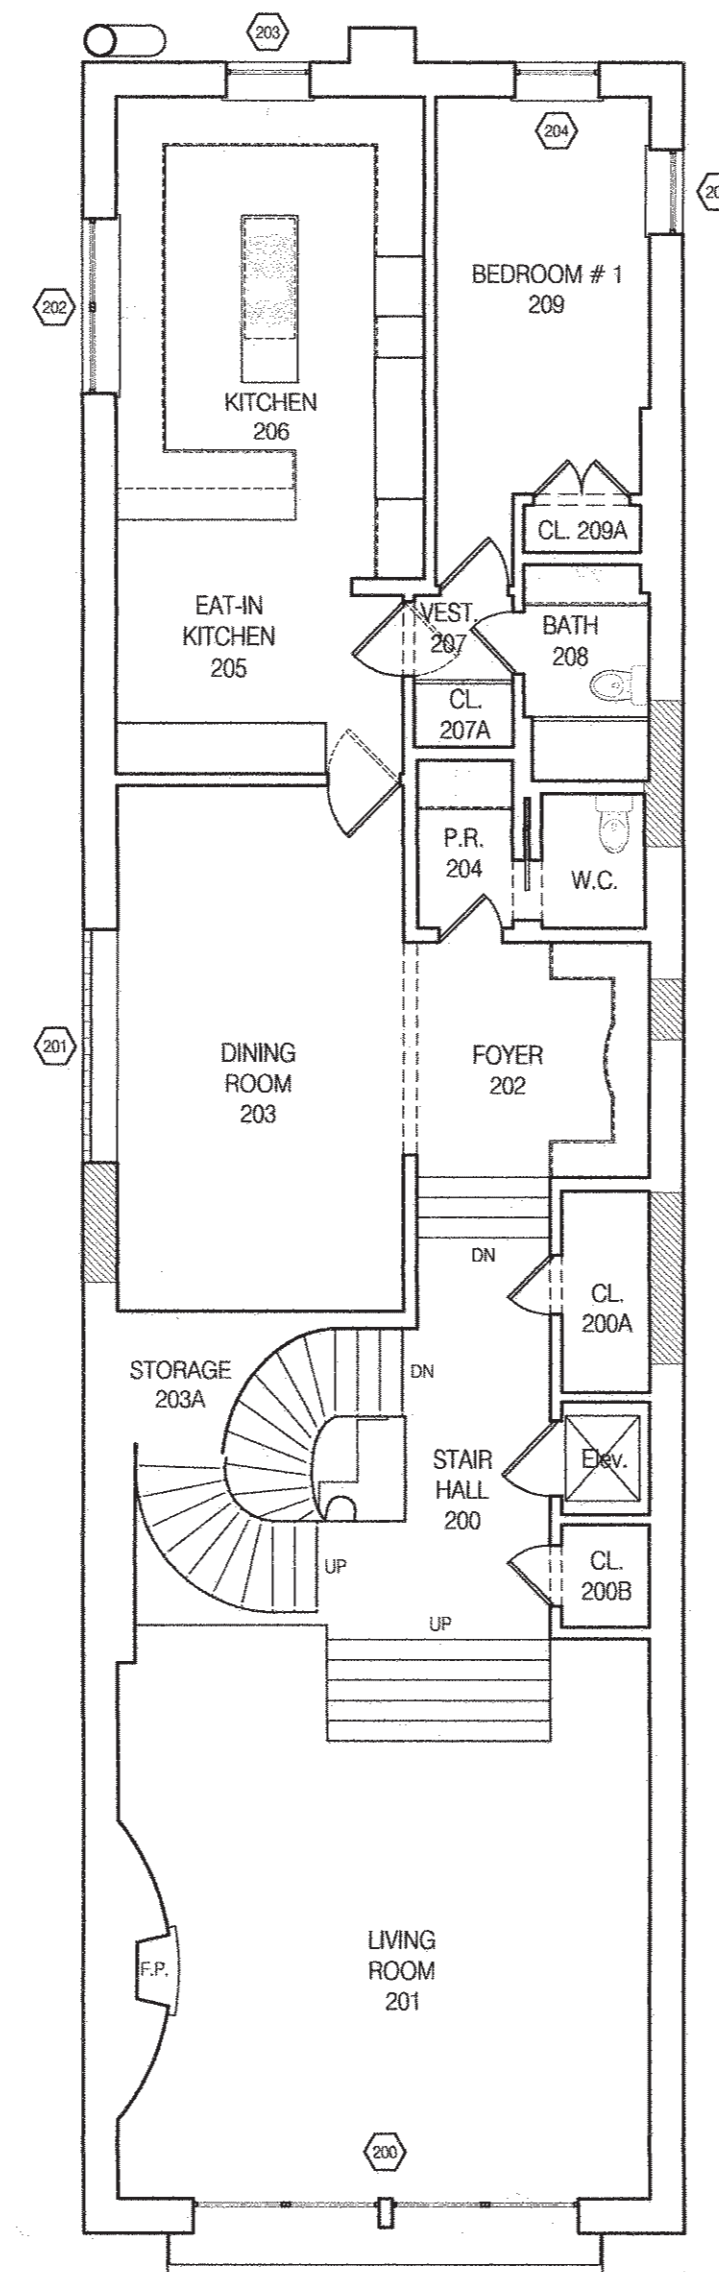 203
204
20
202
BEDROOM # 1
209
KITCHEN
206
CL. 209A
EAT-IN
KITCHEN
205
VEST.
207
BATH
208
CL.
207A
P.R.
204
W.C.
201
DINING
ROOM
203
FOYER
202
DN
CL.
200A
STORAGE
203A
DN
STAIR
HALL
200
Elev.
UP
CL.
200B
UP
LIVING
ROOM
201
F.P.
200